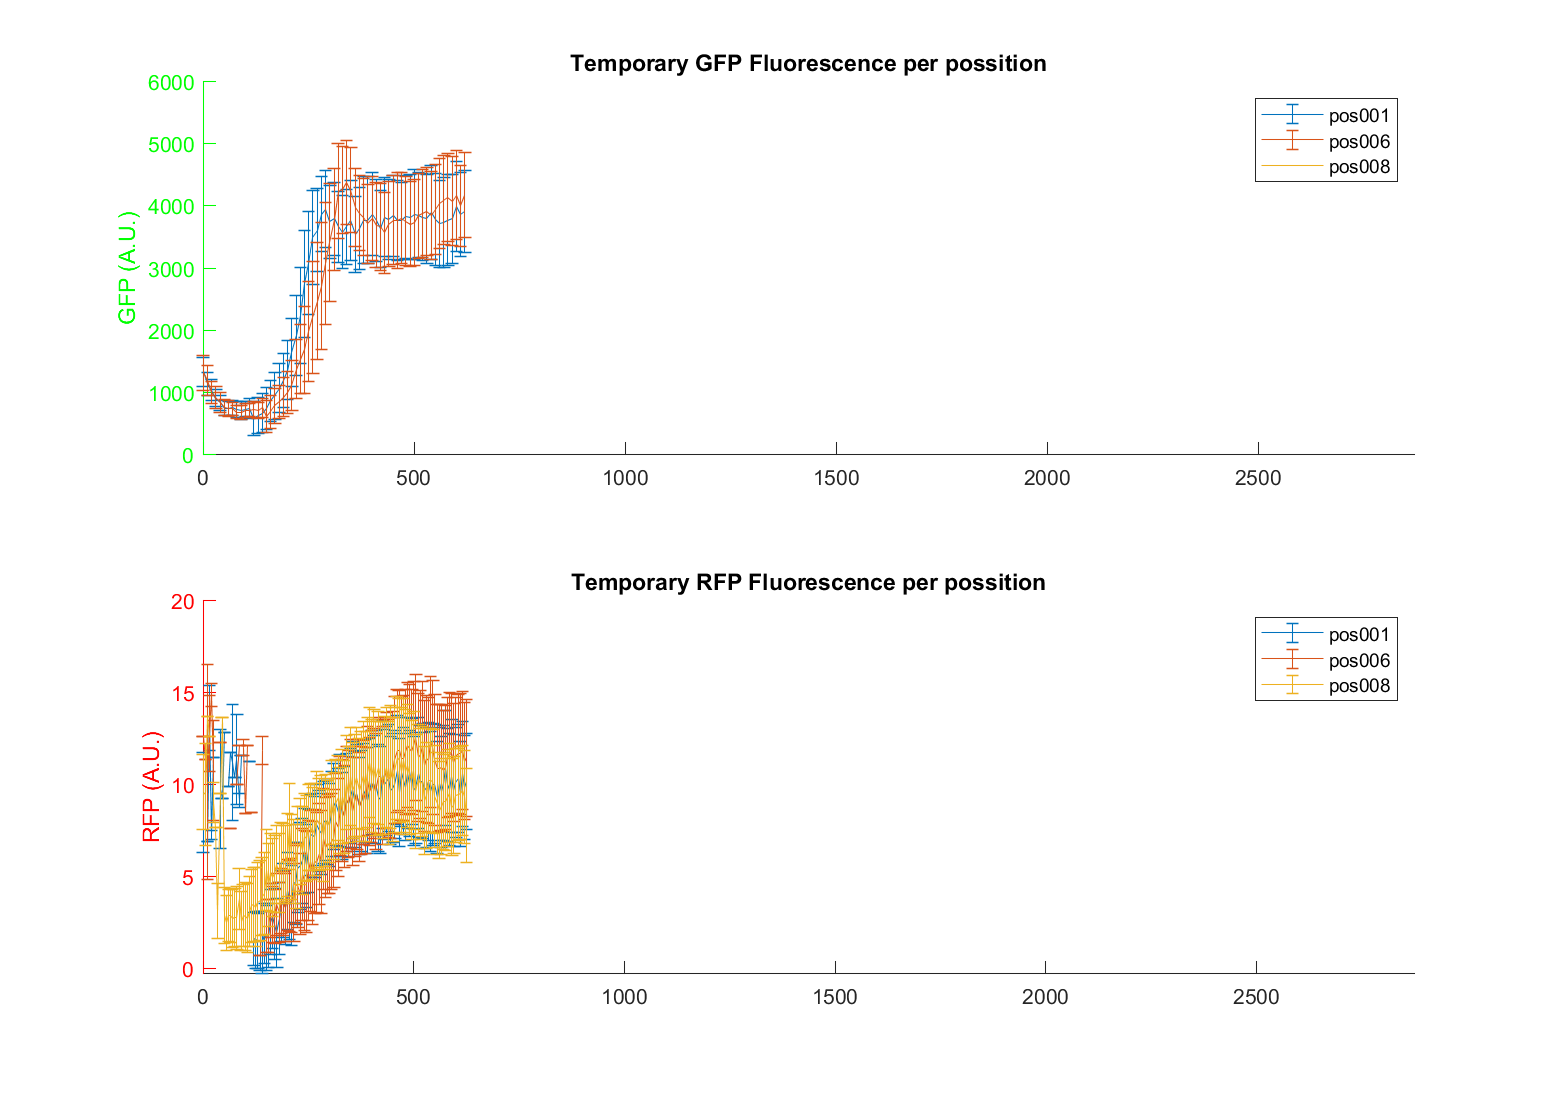 Temporary GFP Fluorescence per possition
GFP (A.U.)
6000
5000
4000
3000
2000
1000
0
0 500 1000 1500 2000 2500
pos001
pos006
pos008
Temporary RFP Fluorescence per possition
RFP (A.U.)
20
15
10
5
0
0 500 1000 1500 2000 2500
pos001
pos006
pos008